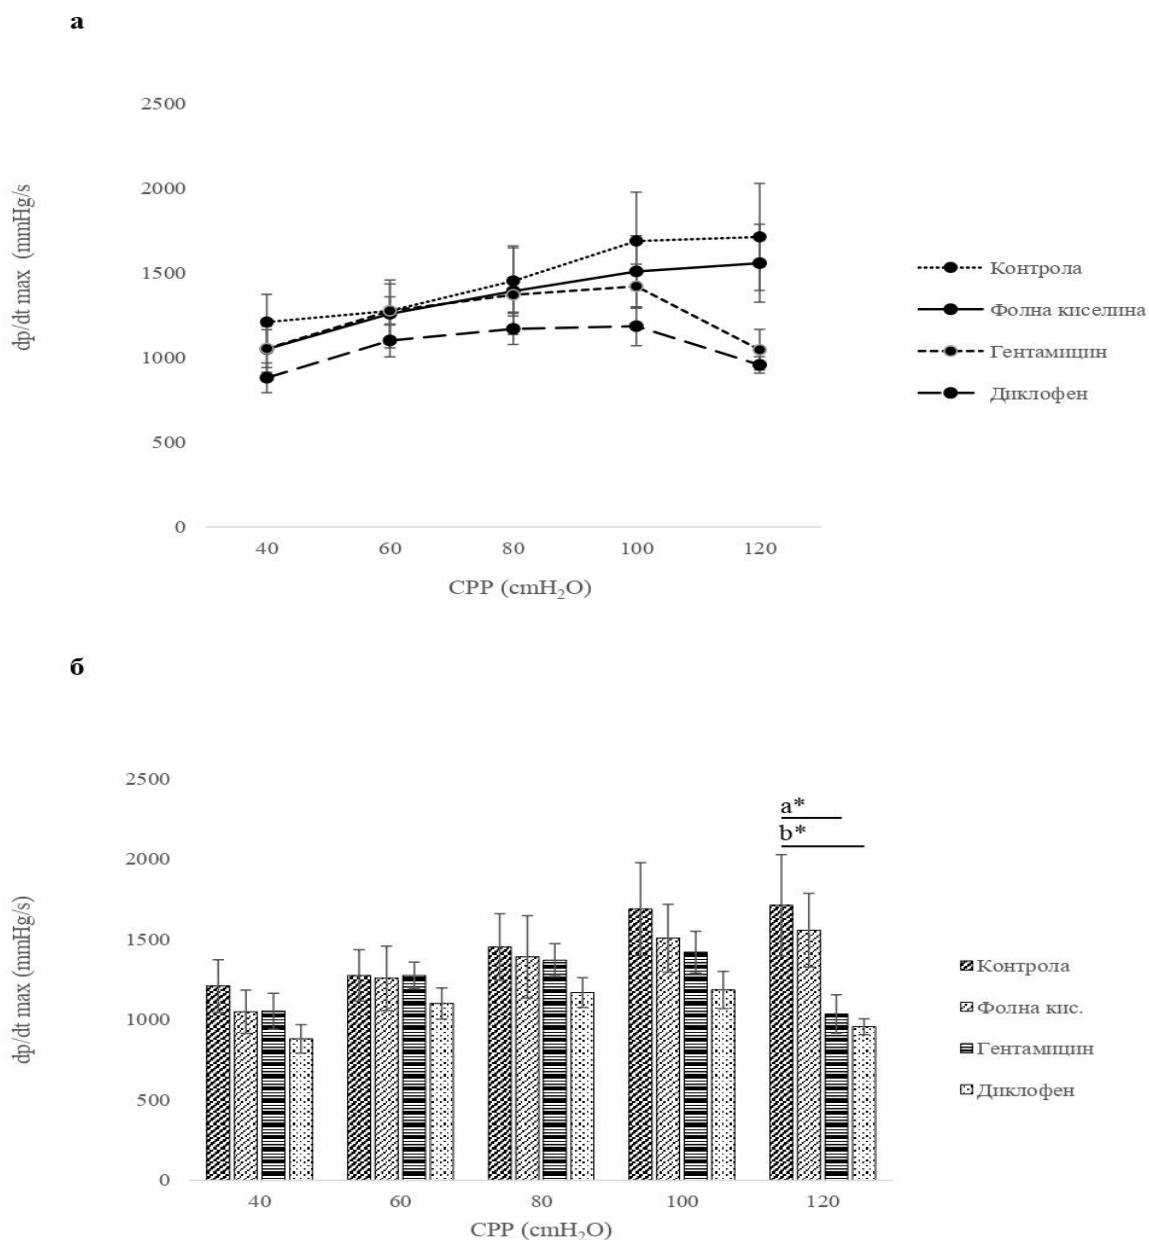 а
2500
2000
1500
1000
500
0
dp/dt max (mmHg/s
40 60 80 100 120
CPP (cmH₂O)
Контрола
Фолна киселина
Гентамицин
Диклофен
б
2500
2000
1500
1000
500
0
dp/dt max (mmHg/s)
a*
b*
40 60 80 100 120
CPP (cmH₂O)
Контрола
Фолна кис.
Гентамицин
Диклофен